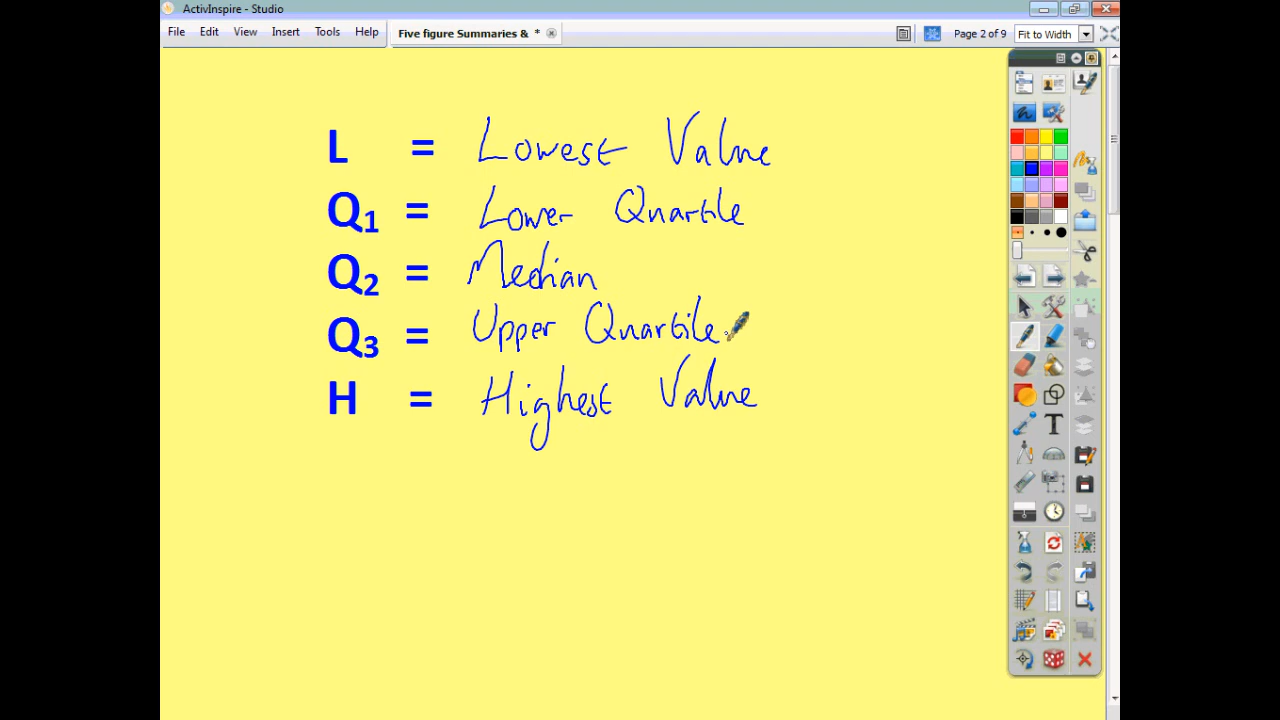 ActivInspire - Studio
File Edit View Insert Tools Help Five figure Summaries & * Page 2 of 9 Fit to Width
L = Lowest Value
Q₁ = Lower Quartile
Q₂ = Median
Q₃ = Upper Quartile
H = Highest Value
T